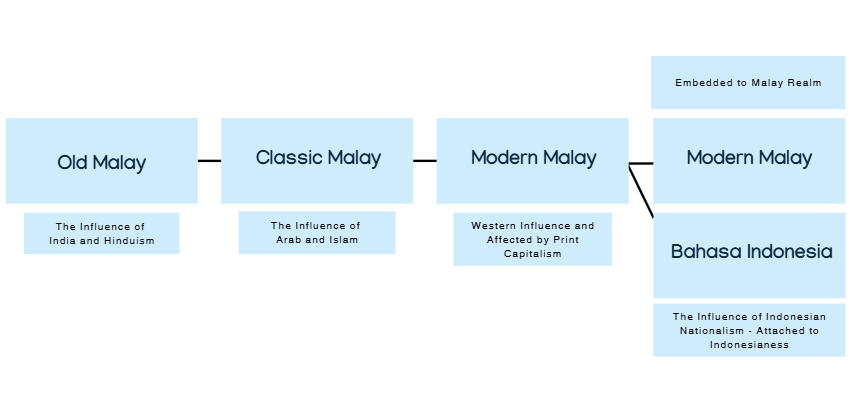 Embedded to Malay Realm
Old Malay
Classic Malay
Modern Malay
Modern Malay
The Influence of
India and Hinduism
The Influence of
Arab and Islam
Western Influence and
Affected by Print
Capitalism
Bahasa Indonesia
The Influence of Indonesian
Nationalism - Attached to
Indonesianess